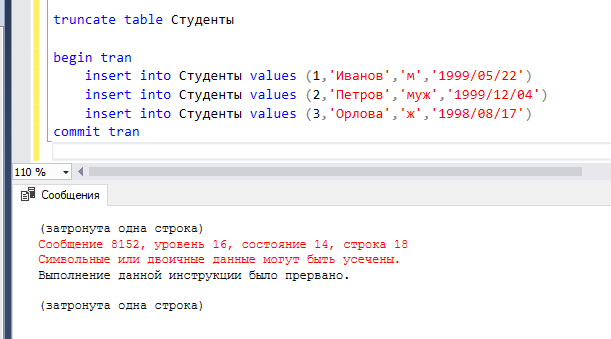 truncate table Студенты
begin tran
insert into Студенты values (1,'Иванов','м','1999/05/22')
insert into Студенты values (2,'Петров','муж','1999/12/04')
insert into Студенты values (3,'Орлова','ж','1998/08/17')
commit tran
110 %
Сообщения
(затронута одна строка)
Сообщение 8152, уровень 16, состояние 14, строка 18
Символьные или двоичные данные могут быть усечены.
Выполнение данной инструкции было прервано.
(затронута одна строка)